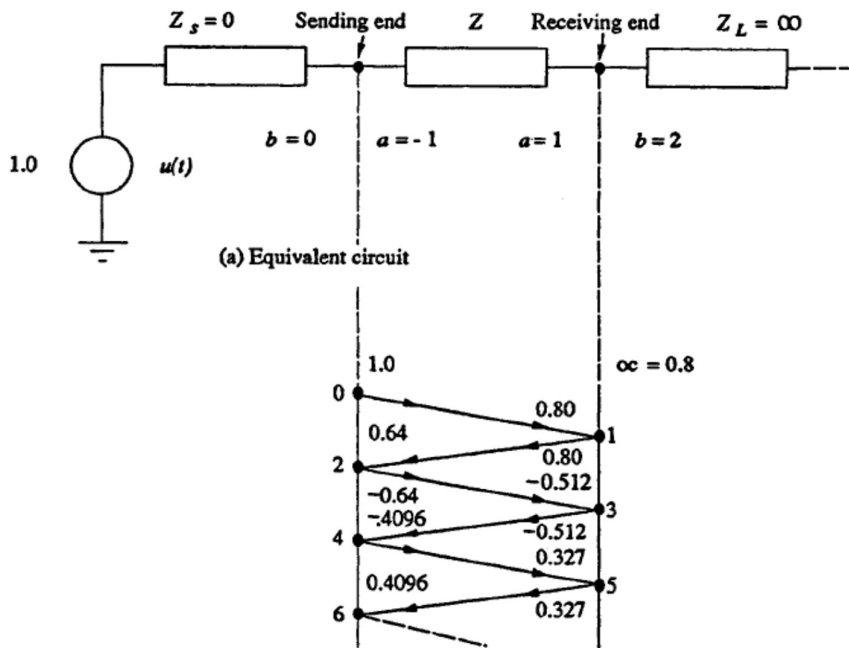 Z_s = 0
Sending end
Z
Receiving end
Z_L = ∞
b = 0
a = - 1
a = 1
b = 2
1.0
u(t)
(a) Equivalent circuit
1.0
∝ = 0.8
0
0.80
1
0.64
0.80
2
-0.512
-0.64
3
-.4096
-0.512
4
0.327
5
0.4096
0.327
6